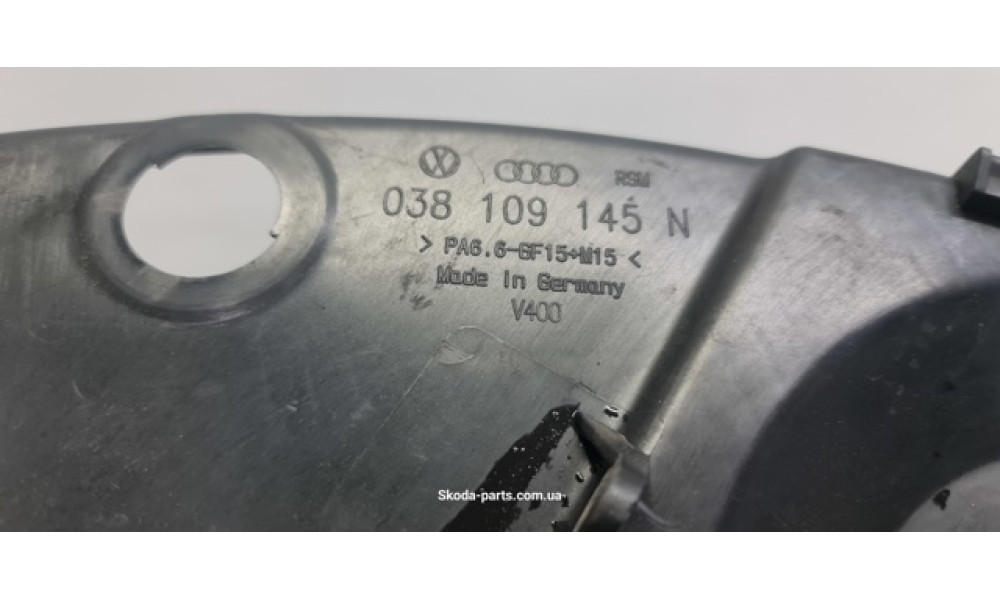 RSM
038 109 145 N
> PA6.6-GF15+M15 <
Made in Germany
V400
Skoda-parts.com.ua